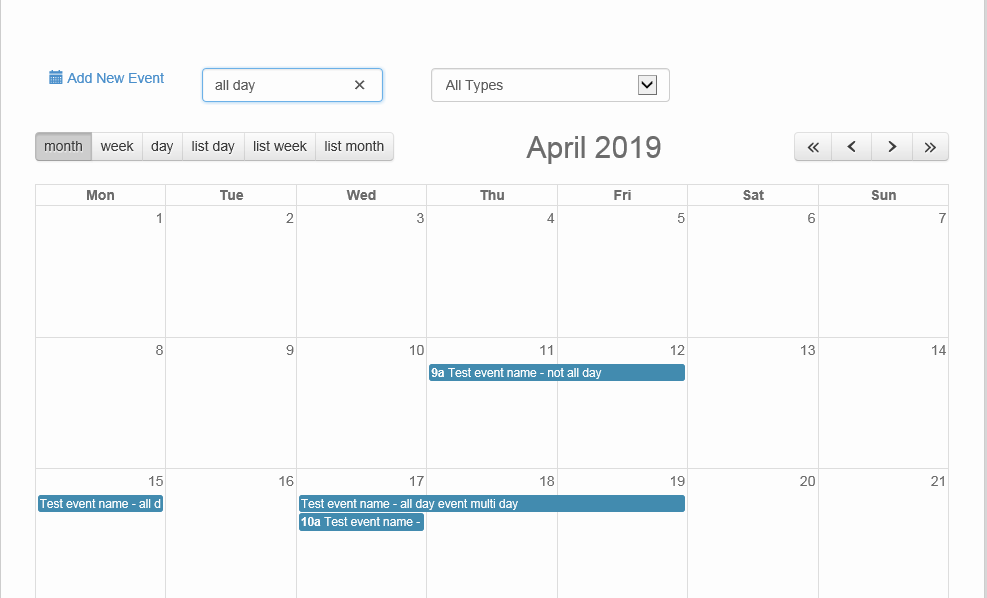 Add New Event
all day
All Types
month week day list day list week list month
April 2019
Mon Tue Wed Thu Fri Sat Sun
1 2 3 4 5 6 7
8 9 10 11 12 13 14
9a Test event name - not all day
15 16 17 18 19 20 21
Test event name - all d
Test event name - all day event multi day
10a Test event name -